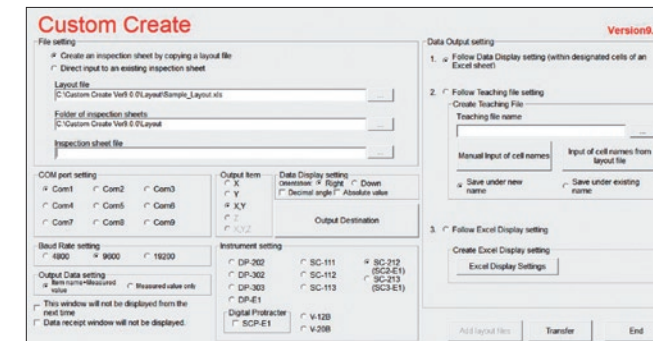 Custom Create
Version9.
File setting
Create an inspection sheet by copying a layout file
Direct input to an existing inspection sheet
Layout file
C:\Custom Create Ver9.0.0\Layout\Sample_Layout.xls
...
Folder of inspection sheets
C:\Custom Create Ver9.0.0\Layout
...
Inspection sheet file
...
COM port setting
Com1 Com2 Com3
Com4 Com5 Com6
Com7 Com8 Com9
Output Item
X
Y
X,Y
Z
X,Y,Z
Data Display setting
Orientation: Right Down
Decimal angle Absolute value
Output Destination
Baud Rate setting
4800 9600 19200
Output Data setting
Item name+Measured value
Measured value only
This window will not be displayed from the next time
Data receipt window will not be displayed.
Instrument setting
DP-202 SC-111 SC-212
(SC2-E1)
DP-302 SC-112 SC-213
DP-303 SC-113 (SC3-E1)
DP-E1
Digital Protracter
SCP-E1
V-12B
V-20B
Data Output setting
1. Follow Data Display setting (within designated cells of an
Excel sheet)
2. Follow Teaching file setting
Create Teaching File
Teaching file name
...
Manual Input of cell names
Input of cell names from
layout file
Save under new
name
Save under existing
name
3. Follow Excel Display setting
Create Excel Display setting
Excel Display Settings
Add layout files
Transfer
End